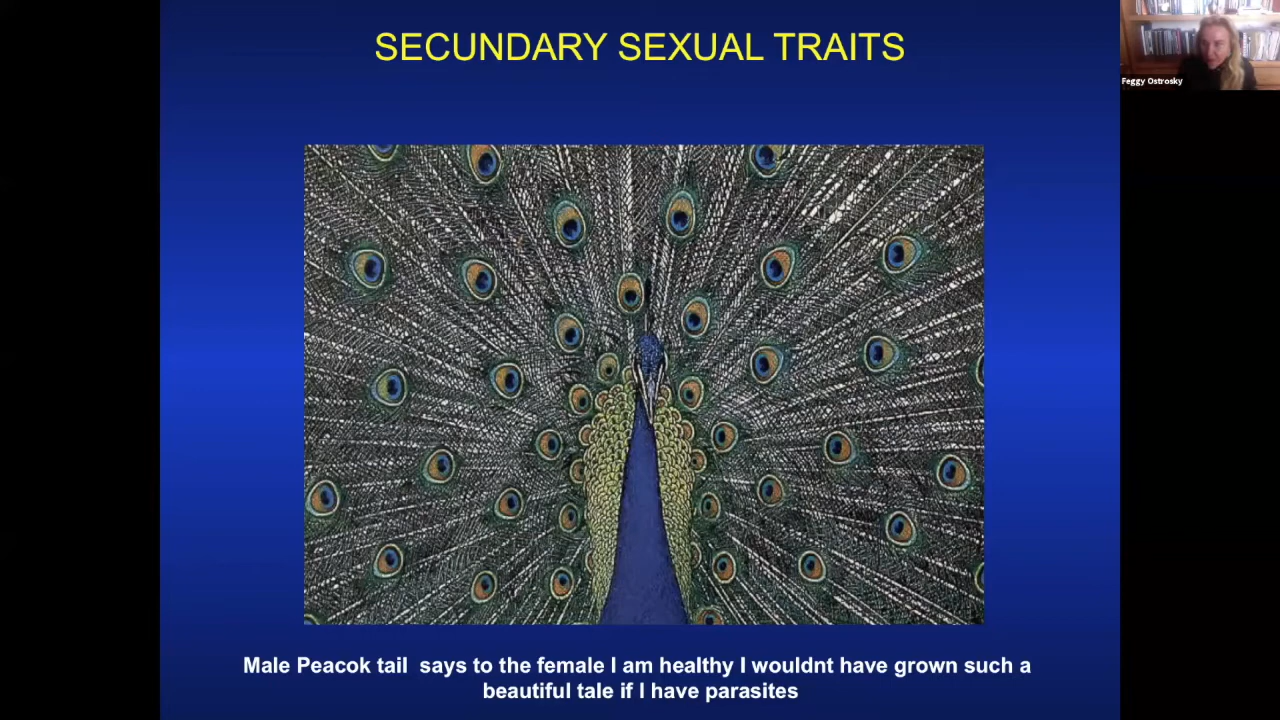 SECUNDARY SEXUAL TRAITS
Feggy Ostrosky
Male Peacok tail says to the female I am healthy I wouldnt have grown such a
beautiful tale if I have parasites